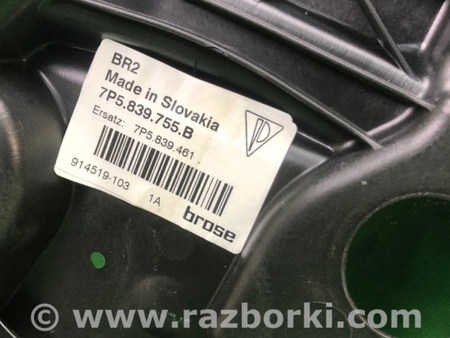 BR2
Made in Slovakia
7P5.839.755.B
Ersatz: 7P5.839.461
914519-103 1A
brose
© www.razborki.com